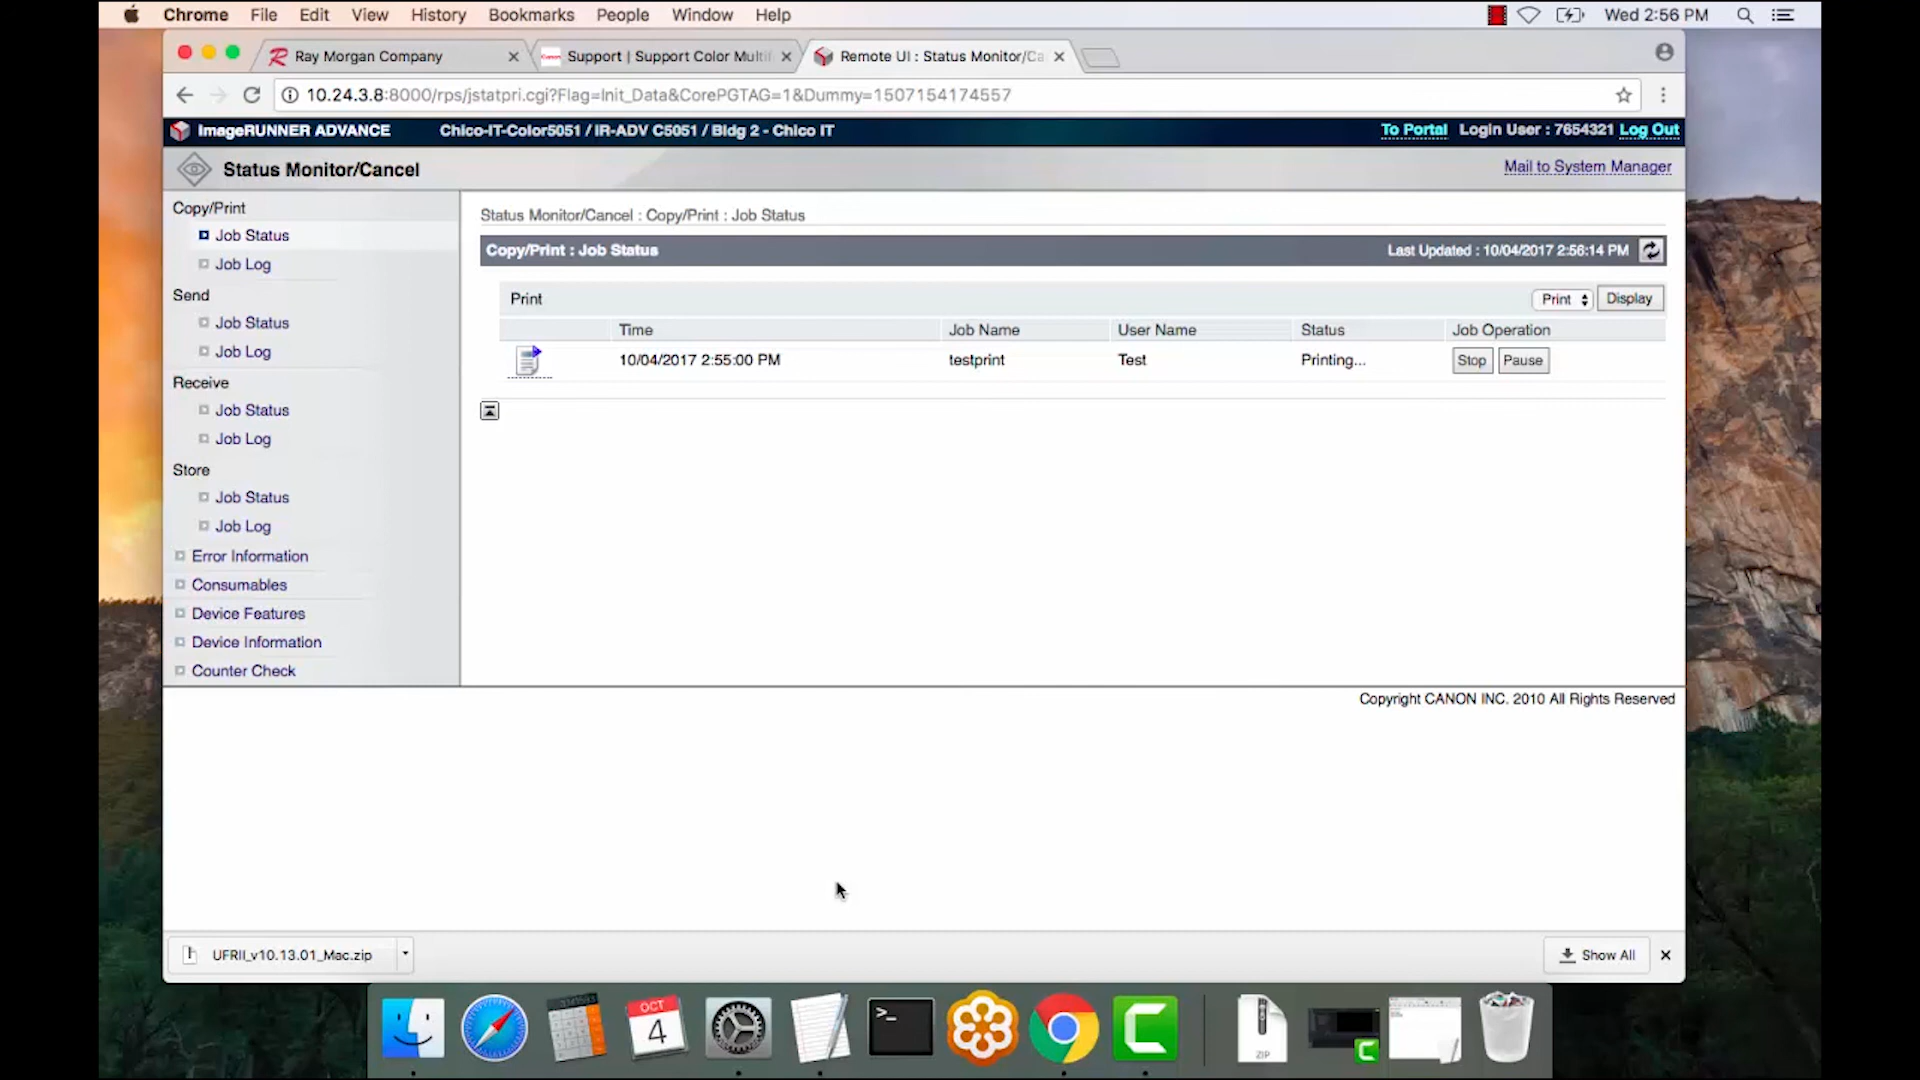 Chrome File Edit View History Bookmarks People Window Help Wed 2:56 PM
Ray Morgan Company Support | Support Color Multif Remote UI : Status Monitor/Ca
10.24.3.8:8000/rps/jstatpri.cgi?Flag=Init_Data&CorePGTAG=1&Dummy=1507154174557
imageRUNNER ADVANCE Chico-IT-Color5051 / iR-ADV C5051 / Bldg 2 - Chico IT To Portal Login User : 7654321 Log Out
Status Monitor/Cancel Mail to System Manager
Copy/Print
Job Status
Job Log
Send
Job Status
Job Log
Receive
Job Status
Job Log
Store
Job Status
Job Log
Error Information
Consumables
Device Features
Device Information
Counter Check
Status Monitor/Cancel : Copy/Print : Job Status
Copy/Print : Job Status Last Updated : 10/04/2017 2:56:14 PM
Print Print Display
Time Job Name User Name Status Job Operation
10/04/2017 2:55:00 PM testprint Test Printing... Stop Pause
Copyright CANON INC. 2010 All Rights Reserved
UFRII_v10.13.01_Mac.zip Show All
OCT
4
ZIP